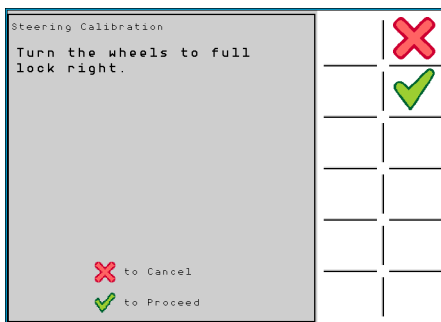 Steering Calibration
Turn the wheels to full
lock right.
to Cancel
to Proceed